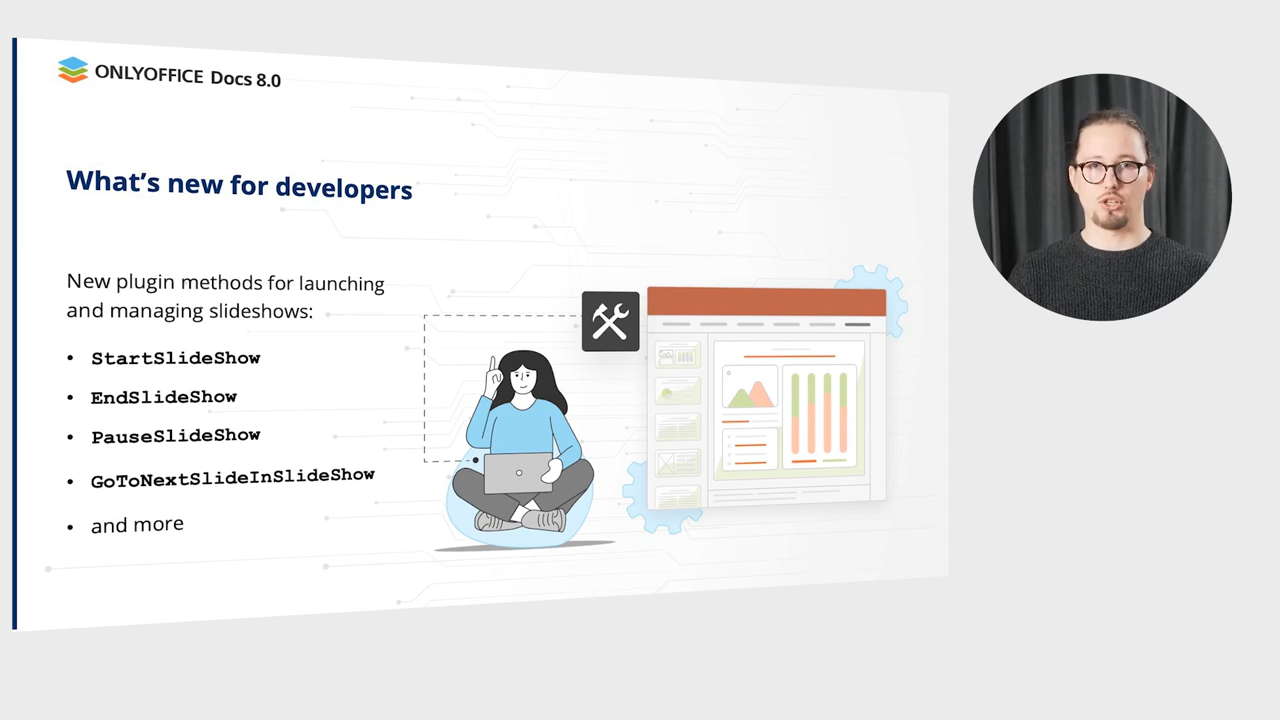 ONLYOFFICE Docs 8.0
What's new for developers
New plugin methods for launching
and managing slideshows:
• StartSlideShow
• EndSlideShow
• PauseSlideShow
• GoToNextSlideInSlideShow
• and more